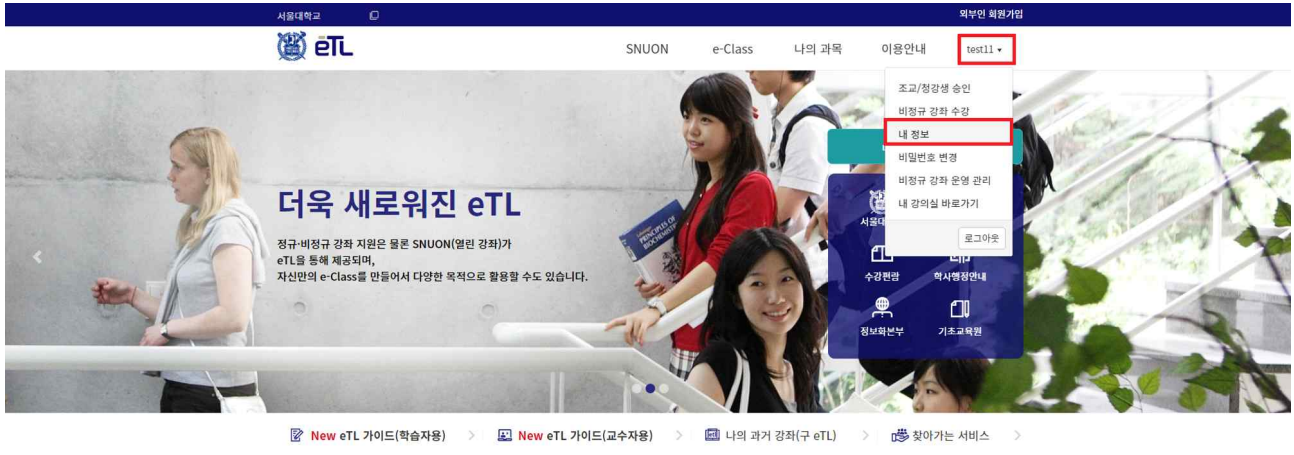 서울대학교
외부인 회원가입
eTL
SNUON e-Class 나의 과목 이용안내 test11
조교/청강생 승인
비정규 강좌 수강
내 정보
비밀번호 변경
비정규 강좌 운영 관리
내 강의실 바로가기
로그아웃
더욱 새로워진 eTL
정규·비정규 강좌 지원은 물론 SNUON(열린 강좌)가
eTL을 통해 제공되며,
자신만의 e-Class를 만들어서 다양한 목적으로 활용할 수도 있습니다.
PRINCIPLES OF
BIOCHEMISTRY
수강편람 학사행정안내
정보화본부 기초교육원
New eTL 가이드(학습자용) New eTL 가이드(교수자용) 나의 과거 강좌(구 eTL) 찾아가는 서비스